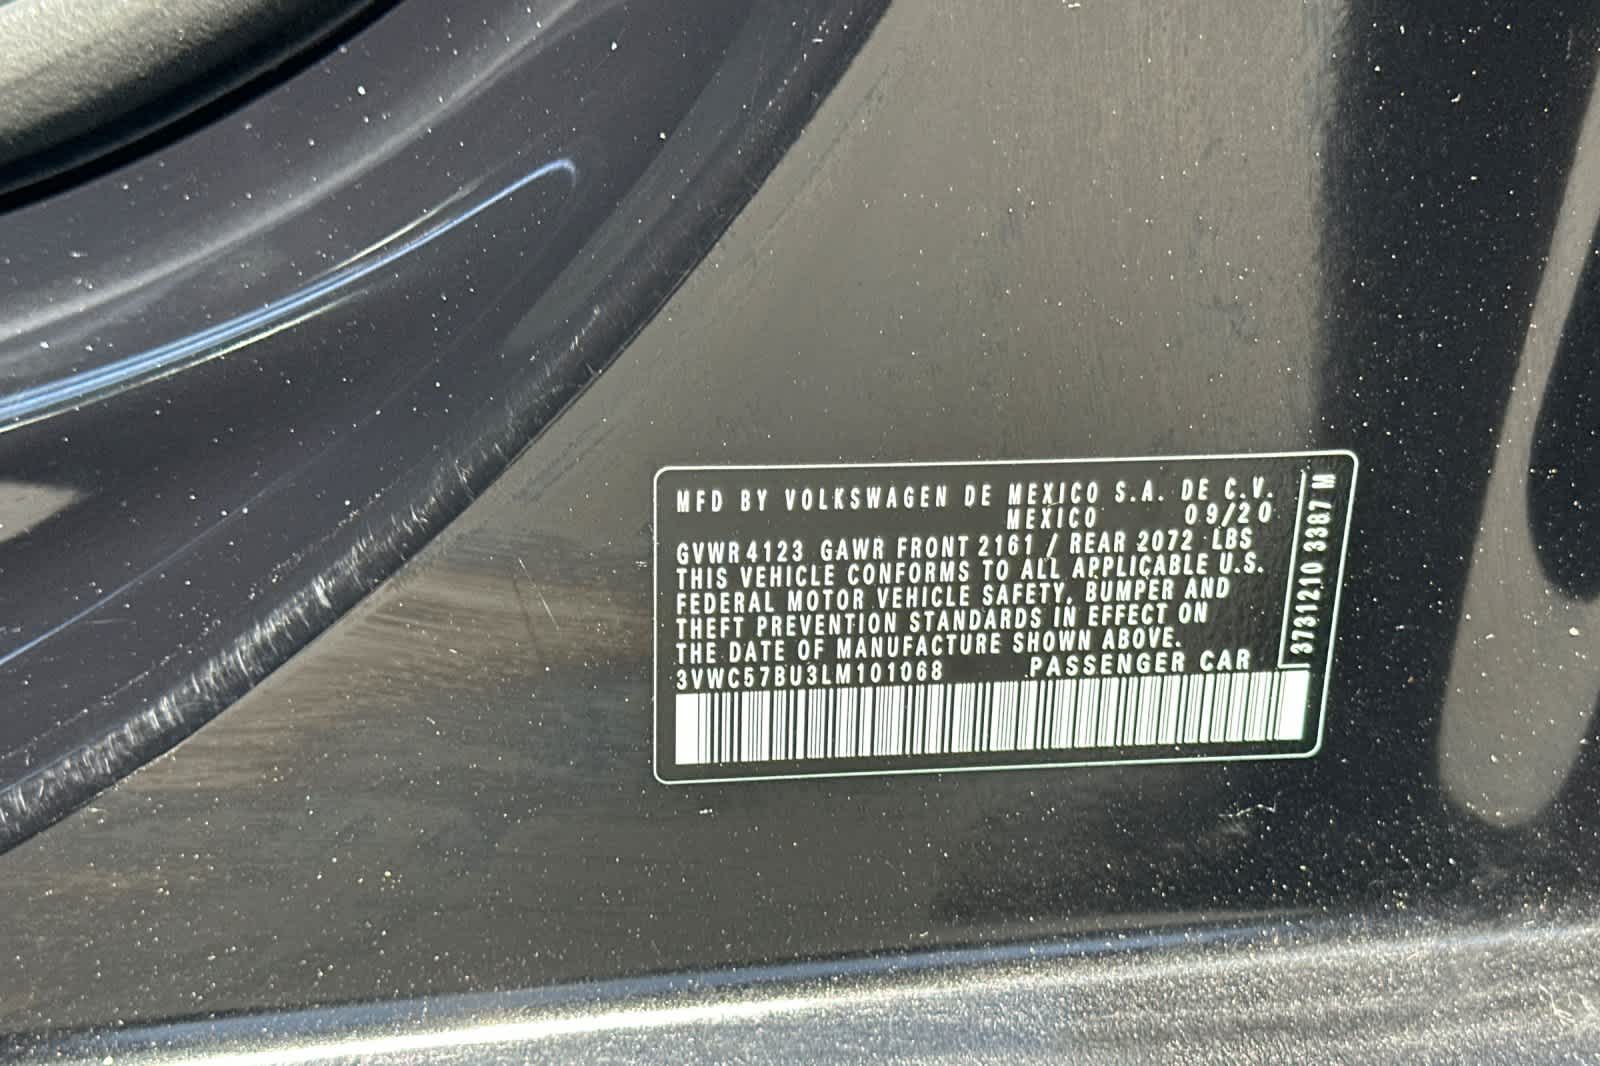 MFD BY VOLKSWAGEN DE MEXICO S.A. DE C.V.
MEXICO 09/20
GVWR 4123 GAWR FRONT 2161 / REAR 2072 LBS
THIS VEHICLE CONFORMS TO ALL APPLICABLE U.S.
FEDERAL MOTOR VEHICLE SAFETY, BUMPER AND
THEFT PREVENTION STANDARDS IN EFFECT ON
THE DATE OF MANUFACTURE SHOWN ABOVE.
3VWC57BU3LM101068 PASSENGER CAR
37312,10 3387 M